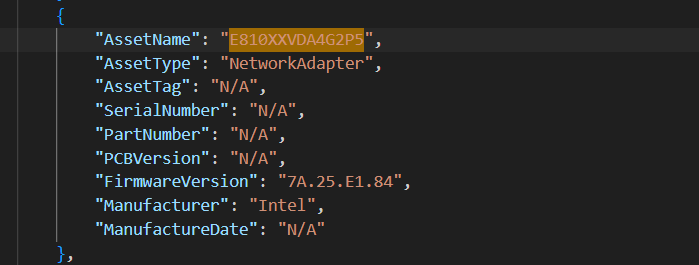 {
"AssetName": "E810XXVDA4G2P5",
"AssetType": "NetworkAdapter",
"AssetTag": "N/A",
"SerialNumber": "N/A",
"PartNumber": "N/A",
"PCBVersion": "N/A",
"FirmwareVersion": "7A.25.E1.84",
"Manufacturer": "Intel",
"ManufactureDate": "N/A"
},